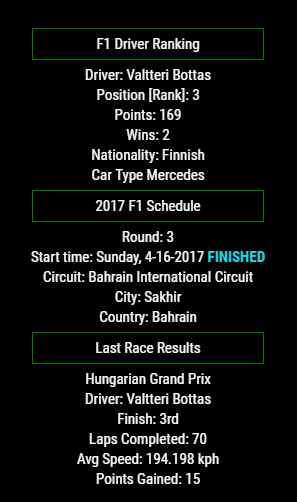 F1 Driver Ranking
Driver: Valtteri Bottas
Position [Rank]: 3
Points: 169
Wins: 2
Nationality: Finnish
Car Type Mercedes
2017 F1 Schedule
Round: 3
Start time: Sunday, 4-16-2017 FINISHED
Circuit: Bahrain International Circuit
City: Sakhir
Country: Bahrain
Last Race Results
Hungarian Grand Prix
Driver: Valtteri Bottas
Finish: 3rd
Laps Completed: 70
Avg Speed: 194.198 kph
Points Gained: 15